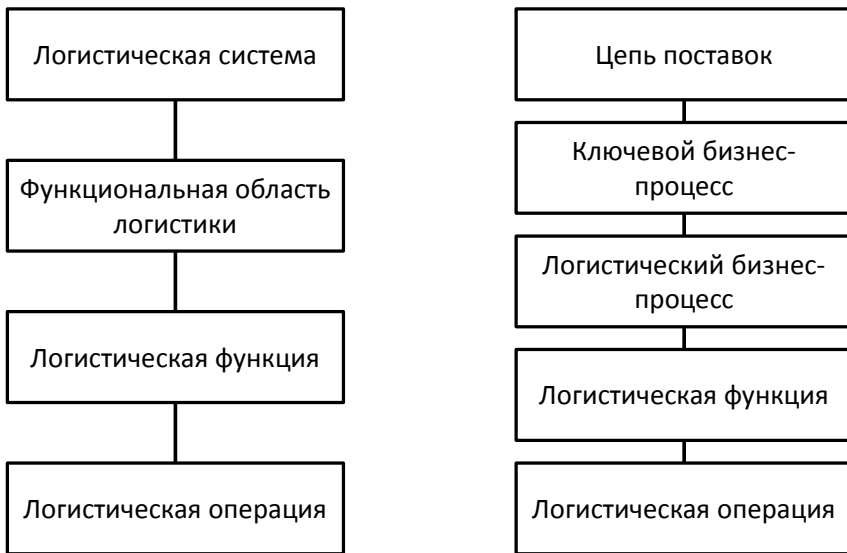 Логистическая система
Функциональная область
логистики
Логистическая функция
Логистическая операция
Цепь поставок
Ключевой бизнес-
процесс
Логистический бизнес-
процесс
Логистическая функция
Логистическая операция